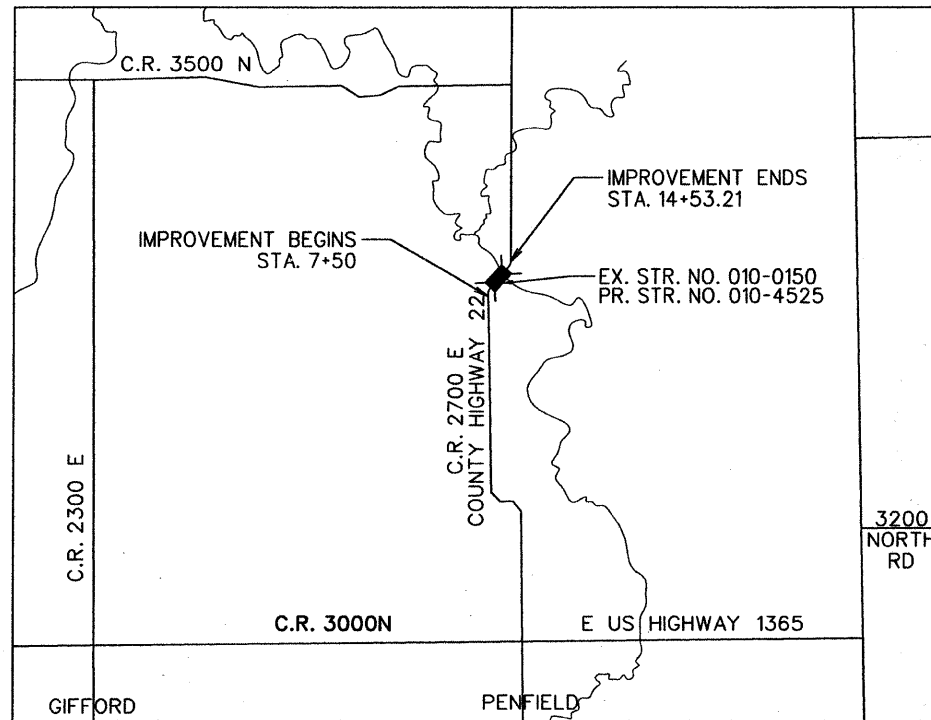 C.R. 3500 N
IMPROVEMENT ENDS
STA. 14+53.21
IMPROVEMENT BEGINS
STA. 7+50
EX. STR. NO. 010-0150
PR. STR. NO. 010-4525
C.R. 2700 E
COUNTY HIGHWAY 22
C.R. 2300 E
3200
NORTH
RD
C.R. 3000N
E US HIGHWAY 1365
GIFFORD
PENFIELD